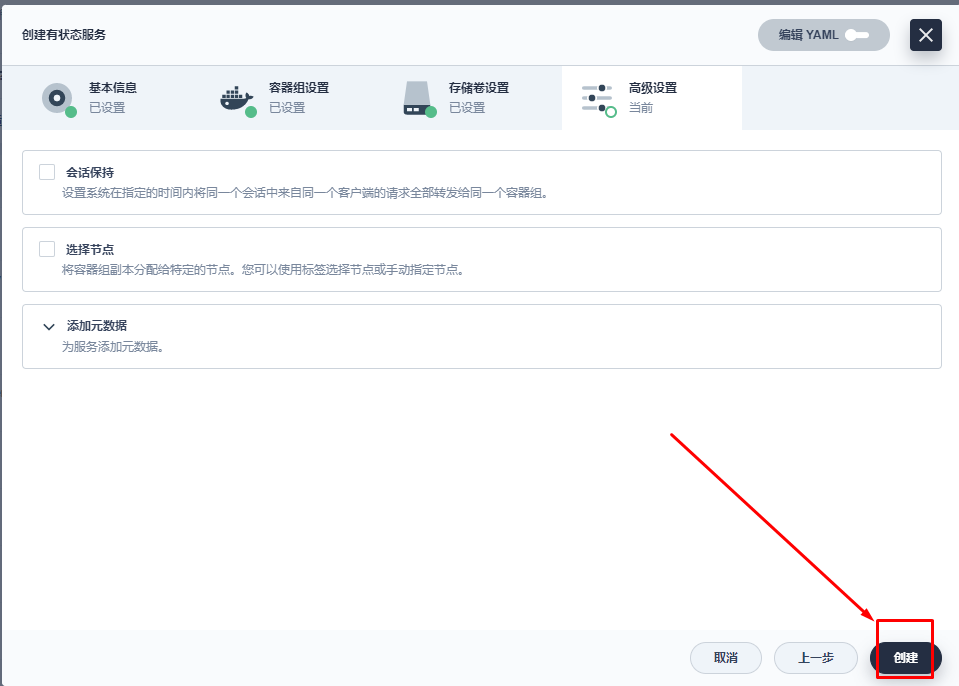 创建有状态服务
编辑 YAML
基本信息
已设置
容器组设置
已设置
存储卷设置
已设置
高级设置
当前
会话保持
设置系统在指定的时间内将同一个会话中来自同一个客户端的请求全部转发给同一个容器组。
选择节点
将容器组副本分配给特定的节点。您可以使用标签选择节点或手动指定节点。
添加元数据
为服务添加元数据。
取消
上一步
创建